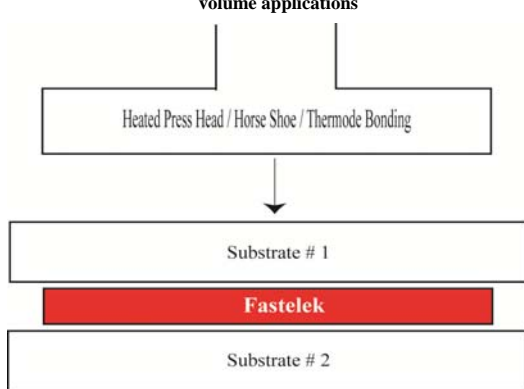 volume applications
Heated Press Head / Horse Shoe / Thermode Bonding
Substrate # 1
Fastelek
Substrate # 2